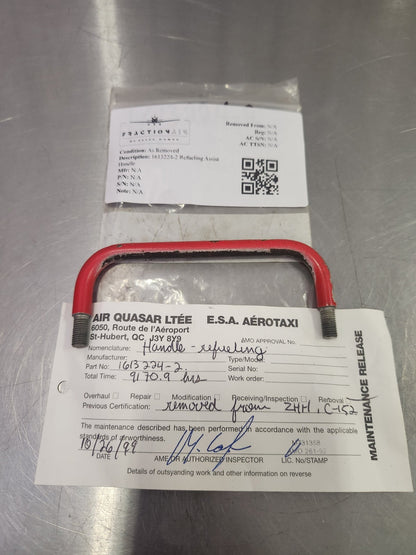 FRACTIONAIR
QUALITY PARTS
Removed From: N/A
Reg: N/A
AC S/N: N/A
AC TTSN: N/A
Condition: As Removed
Description: 1613224-2 Refueling Assist
Handle
Mfr: N/A
P/N: N/A
S/N: N/A
Note: N/A
AIR QUASAR LTÉE E.S.A. AÉROTAXI
6050, Route de l'Aéroport
St-Hubert, QC J3Y 8Y9
AMO APPROVAL No.
Nomenclature: Handle - refueling
Manufacturer: Type/Model
Part No.: 1613224-2 Serial No.:
Total Time: 9170.9 hrs Work order:
Overhaul Repair Modification Receiving/Inspection Removal
Previous Certification: removed from ZHH, C-152
The maintenance described has been performed in accordance with the applicable
standards of airworthiness.
10/26/99
DATE AME OR AUTHORIZED INSPECTOR LIC. No/STAMP
Details of outsyanding work and other information on reverse
MAINTENANCE RELEASE